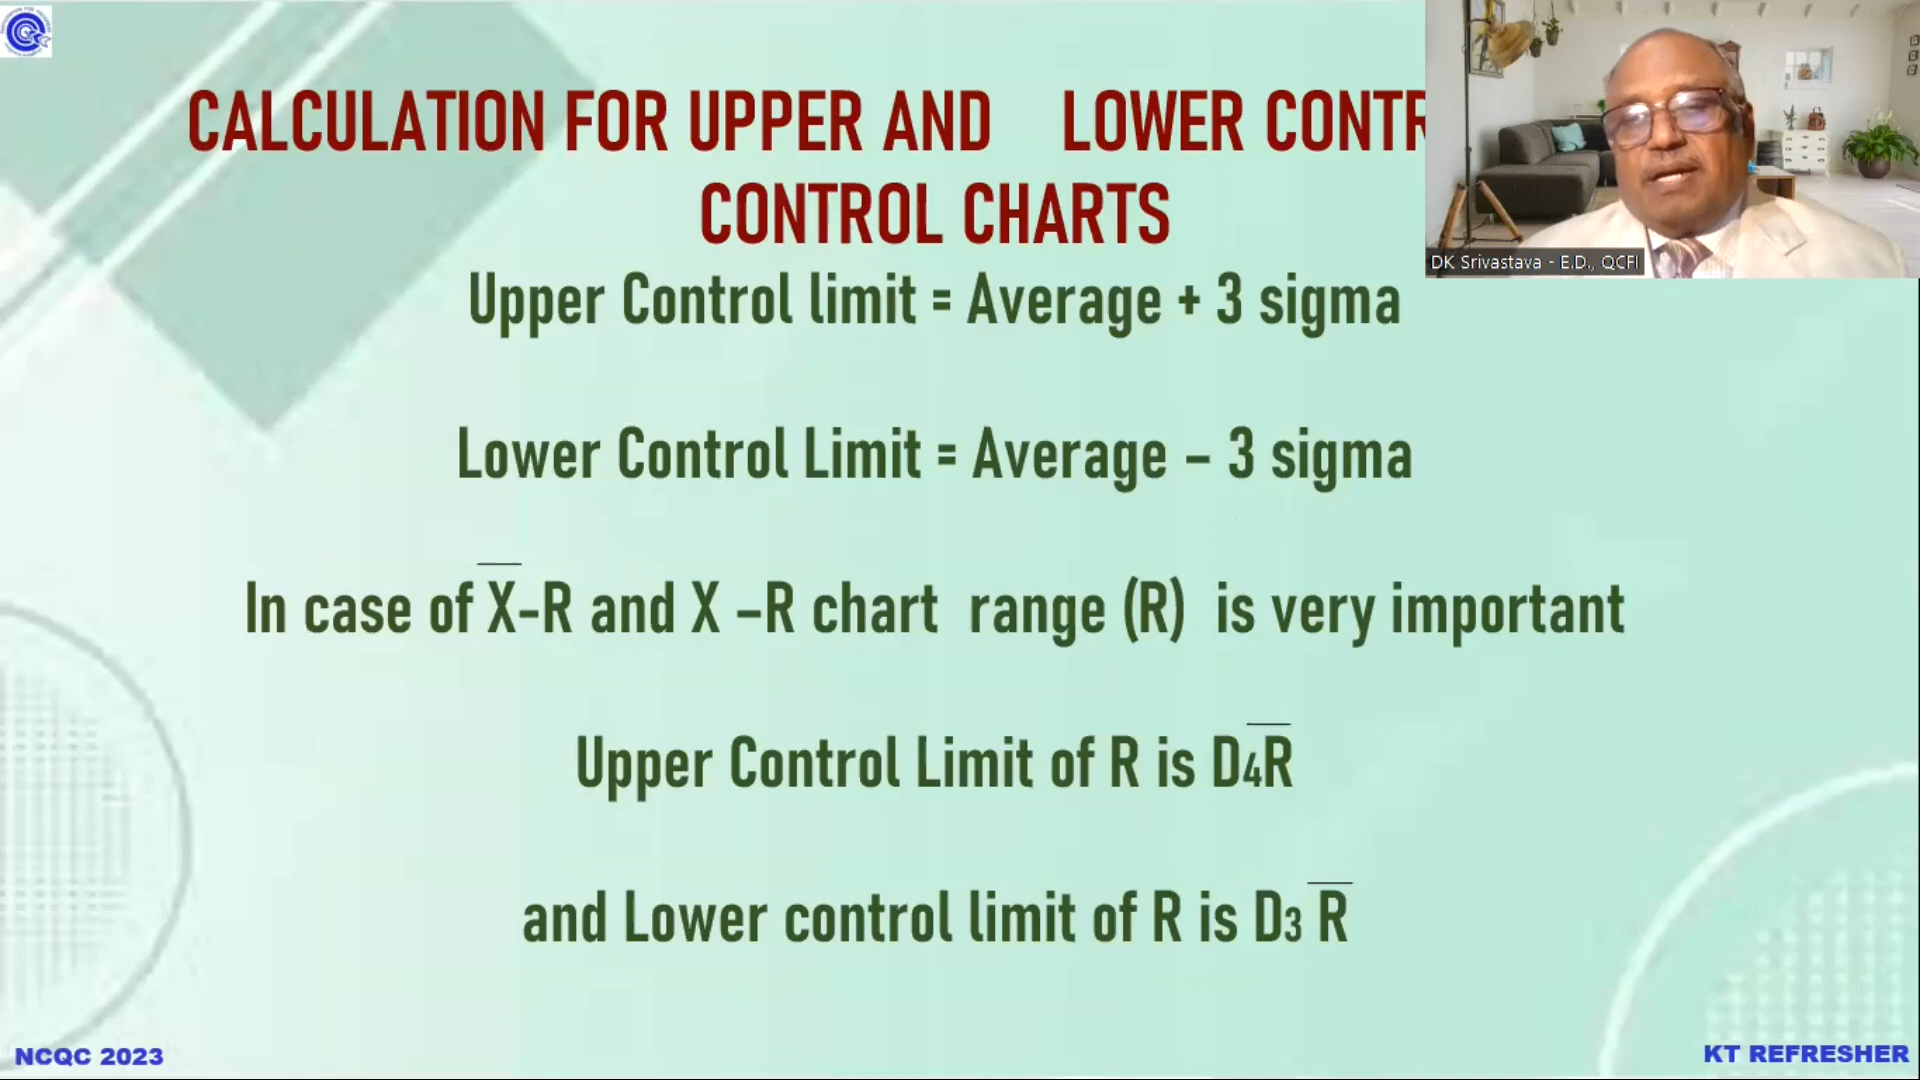 CALCULATION FOR UPPER AND LOWER CONTR
CONTROL CHARTS
Upper Control limit = Average + 3 sigma
Lower Control Limit = Average – 3 sigma
In case of X̅-R and X –R chart range (R) is very important
Upper Control Limit of R is D₄R̅
and Lower control limit of R is D₃ R̅
DK Srivastava - E.D., QCFI
NCQC 2023
KT REFRESHER